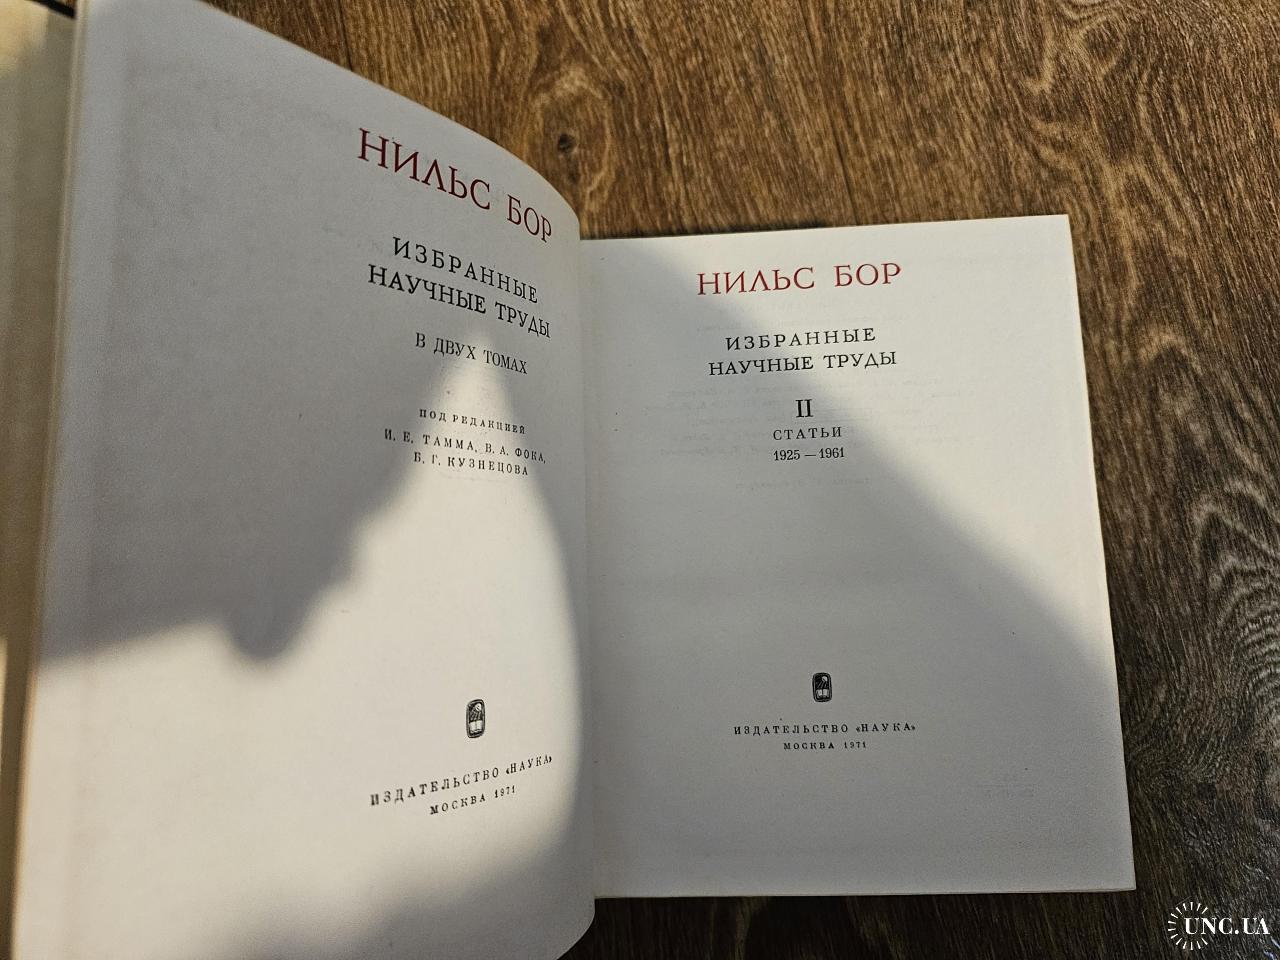 НИЛЬС БОР
ИЗБРАННЫЕ
НАУЧНЫЕ ТРУДЫ
В ДВУХ ТОМАХ
ПОД РЕДАКЦИЕЙ
И. Е. ТАММА, В. А. ФОКА,
Б. Г. КУЗНЕЦОВА
ИЗДАТЕЛЬСТВО «НАУКА»
МОСКВА 1971
НИЛЬС БОР
ИЗБРАННЫЕ
НАУЧНЫЕ ТРУДЫ
II
СТАТЬИ
1925 — 1961
ИЗДАТЕЛЬСТВО «НАУКА»
МОСКВА 1971
UNC.UA